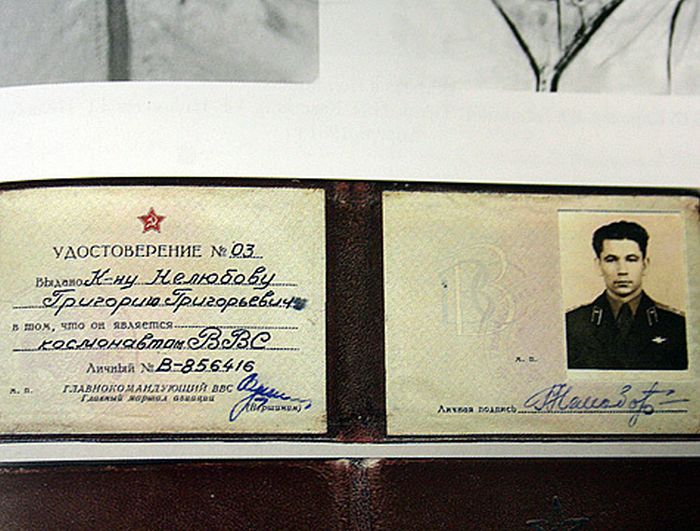 УДОСТОВЕРЕНИЕ № 03
Выдано К-ну Нелюбову
Григорию Григорьевичу
в том, что он является
космонавтом ВВС
Личный № В-856416
м. п. ГЛАВНОКОМАНДУЮЩИЙ ВВС
Главный маршал авиации
(Вершинин)
м. п.
Личная подпись